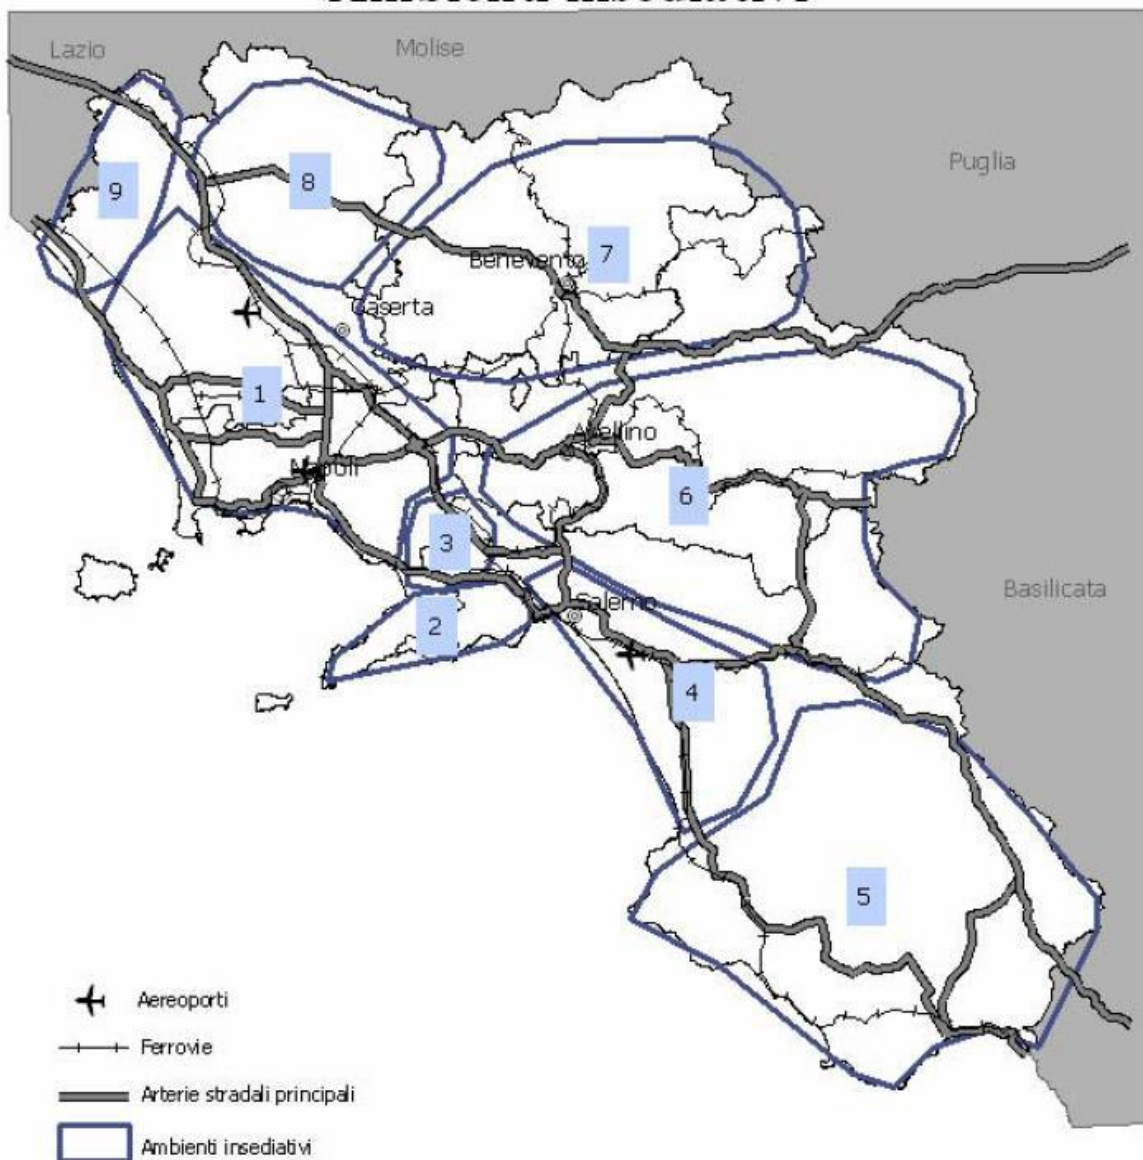 Lazio
Molise
Puglia
9
8
7
Benevento
Caserta
1
Avellino
Napoli
6
3
Basilicata
Salerno
2
4
5
Aereoporti
Ferrovie
Arterie stradali principali
Ambienti insediativi